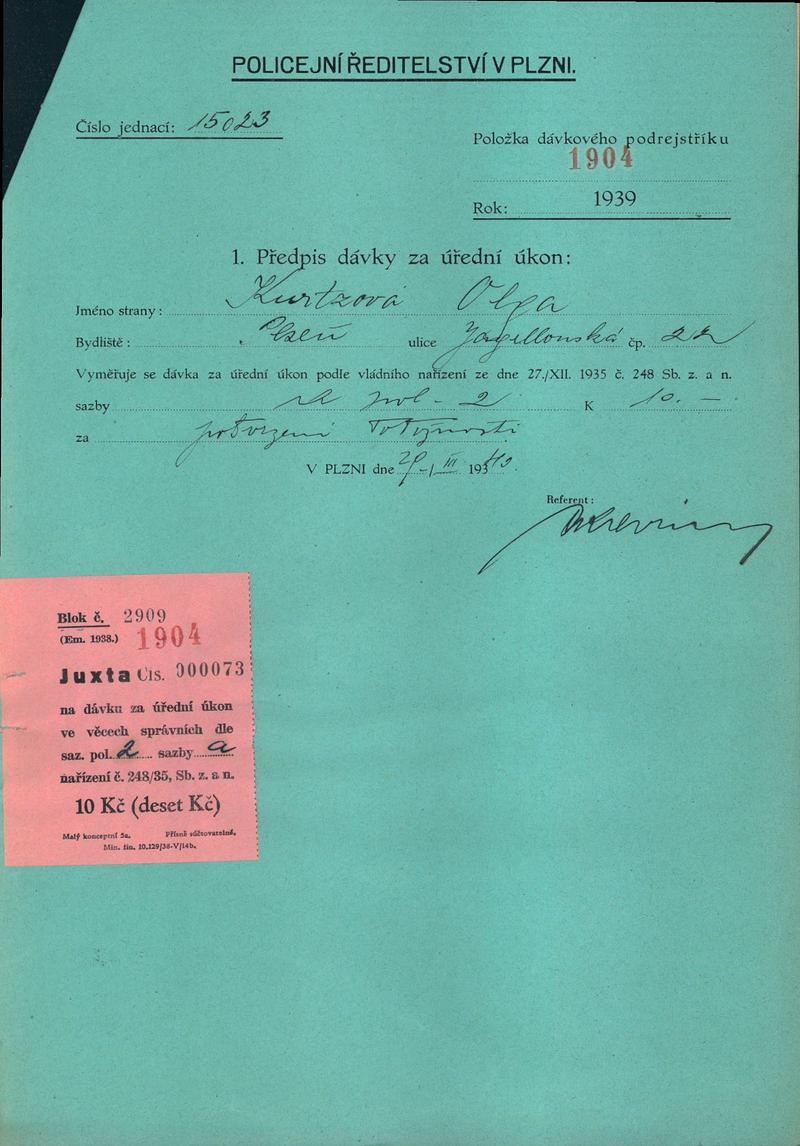 POLICEJNÍ ŘEDITELSTVÍ V PLZNI.
Číslo jednací: 15023
Položka dávkového podrejstříku
1904
Rok: 1939
1. Předpis dávky za úřední úkon:
Jméno strany: Kurtzová Olga
Bydliště: Plzeň ulice Jagellonská čp. 22
Vyměřuje se dávka za úřední úkon podle vládního nařízení ze dne 27./XII. 1935 č. 248 Sb. z. a n.
sazby a pol - 2 K 10.-
za potvrzení totožnosti
V PLZNI dne 29-/III 1940.
Referent:
Blok č. 2909
(Em. 1938.) 1904
Juxta Čis. 000073
na dávku za úřední úkon
ve věcech správních dle
saz. pol. 2 sazby a
nařízení č. 248/35, Sb. z. a n.
10 Kč (deset Kč)
Malý konceptní 5a. Přísně súčtovatelné.
Min. fin. 10.129/38-V/14b.